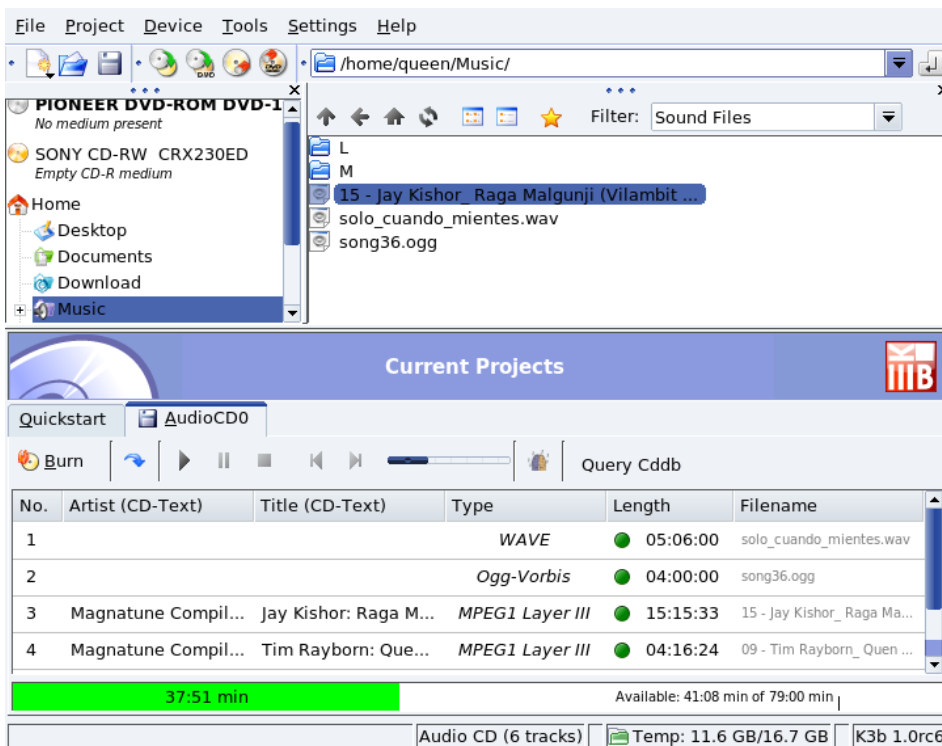 File Project Device Tools Settings Help
/home/queen/Music/
PIONEER DVD-ROM DVD-1
No medium present
SONY CD-RW CRX230ED
Empty CD-R medium
Home
Desktop
Documents
Download
Music
Filter: Sound Files
L
M
15 - Jay Kishor_ Raga Malgunji (Vilambit ...
solo_cuando_mientes.wav
song36.ogg
Current Projects
K
IIIB
Quickstart AudioCD0
Burn Query Cddb
No. Artist (CD-Text) Title (CD-Text) Type Length Filename
1 WAVE 05:06:00 solo_cuando_mientes.wav
2 Ogg-Vorbis 04:00:00 song36.ogg
3 Magnatune Compil... Jay Kishor: Raga M... MPEG1 Layer III 15:15:33 15 - Jay Kishor_ Raga Ma...
4 Magnatune Compil... Tim Rayborn: Que... MPEG1 Layer III 04:16:24 09 - Tim Rayborn_ Quen ...
37:51 min Available: 41:08 min of 79:00 min
Audio CD (6 tracks) Temp: 11.6 GB/16.7 GB K3b 1.0rc6